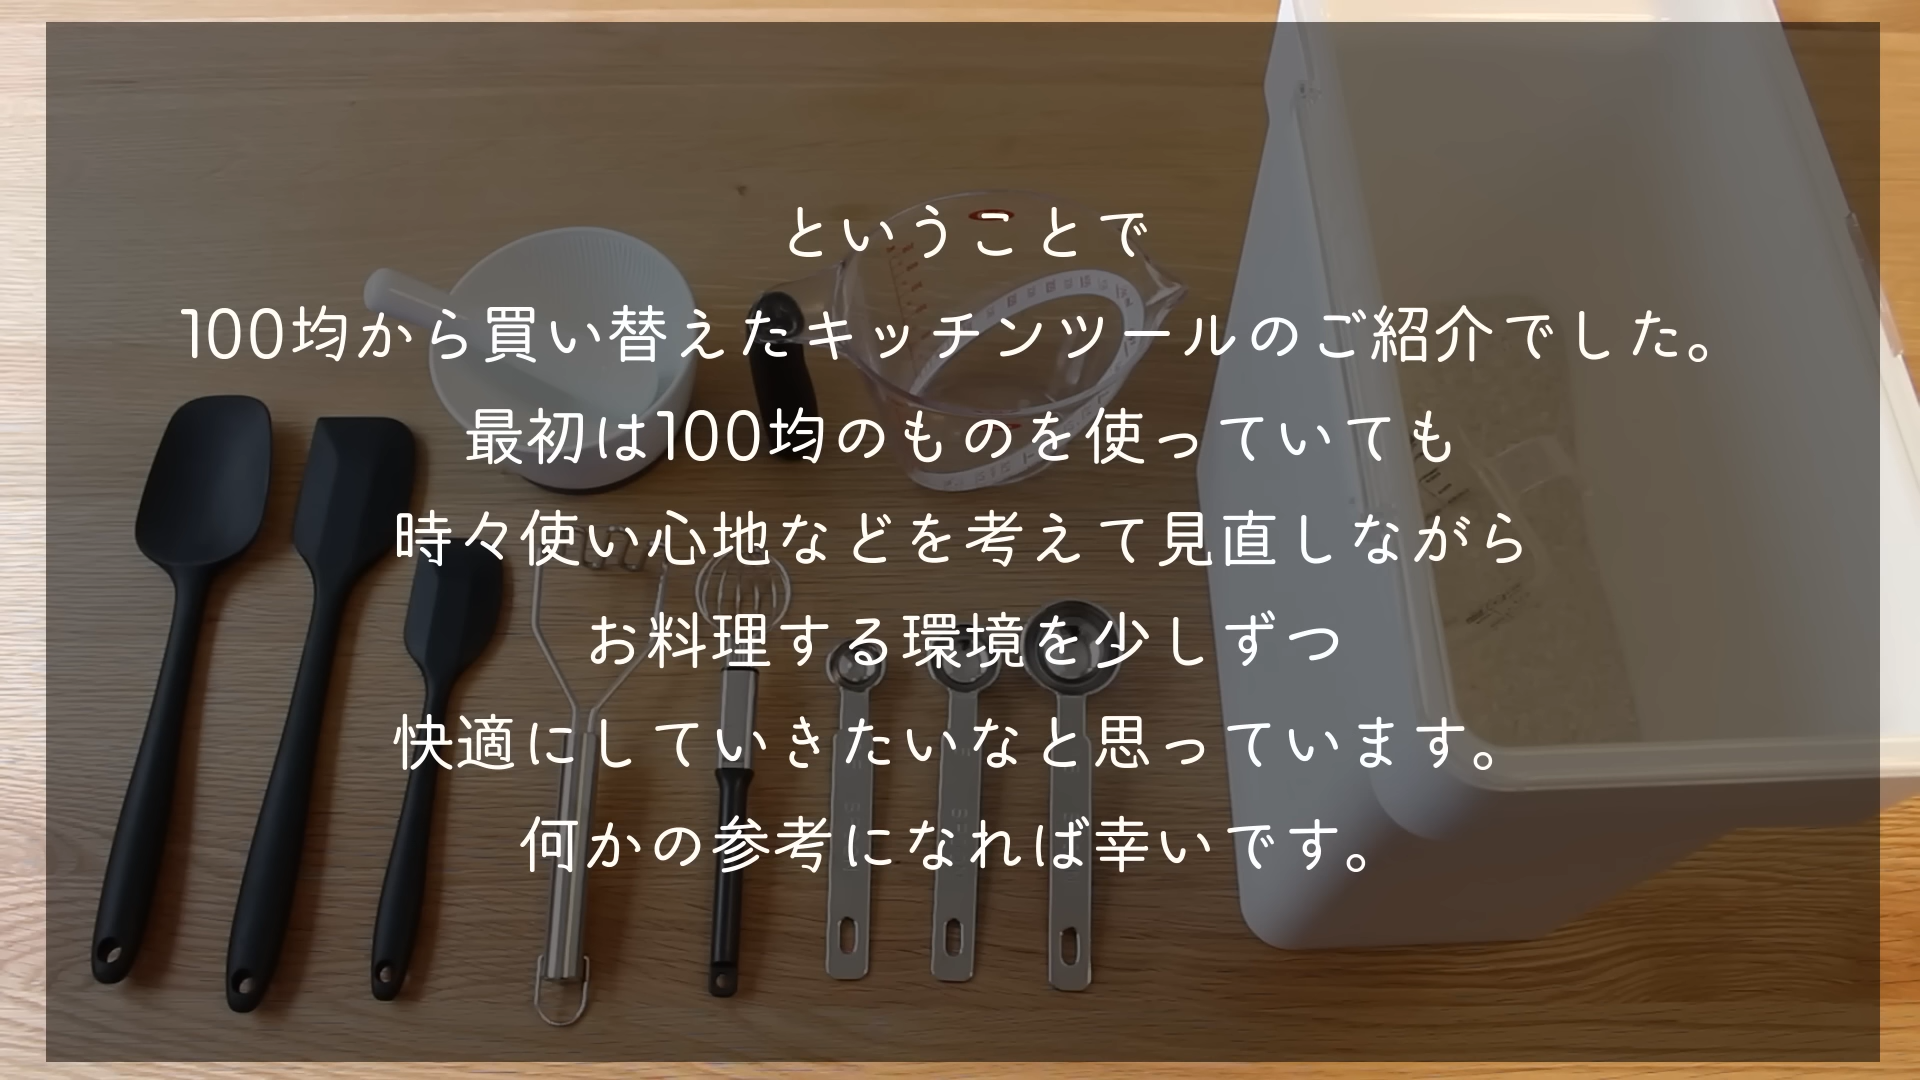 ということで
100均から買い替えたキッチンツールのご紹介でした。
最初は100均のものを使っていても
時々使い心地などを考えて見直しながら
お料理する環境を少しずつ
快適にしていきたいなと思っています。
何かの参考になれば幸いです。